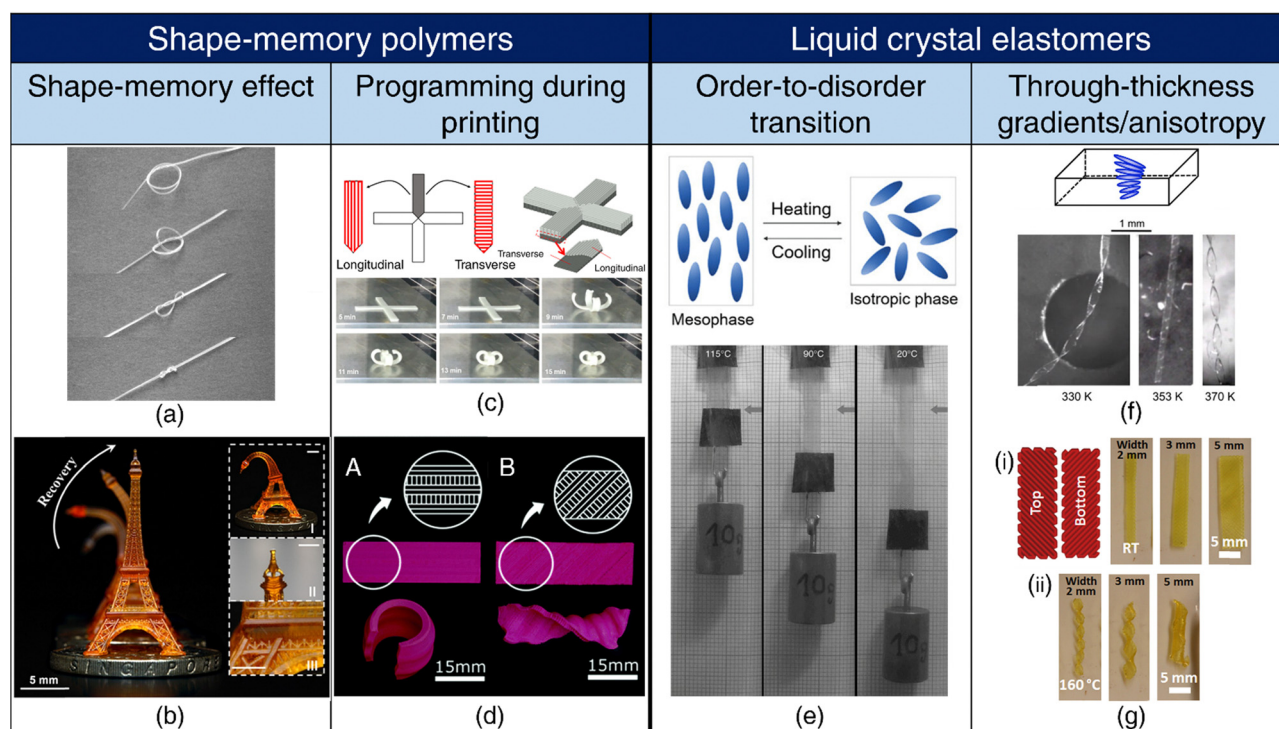 Shape-memory polymers
Liquid crystal elastomers
Shape-memory effect
Programming during
printing
Order-to-disorder
transition
Through-thickness
gradients/anisotropy
(a)
Recovery
I
II
III
SINGAPORE
5 mm
(b)
Longitudinal
Transverse
Transverse
Longitudinal
5 min
7 min
9 min
11 min
13 min
15 min
(c)
A
B
15mm
15mm
(d)
Heating
Cooling
Mesophase
Isotropic phase
115°C
90°C
20°C
10g
10g
10g
(e)
1 mm
330 K
353 K
370 K
(f)
(i)
Top
Bottom
Width
2 mm
3 mm
5 mm
RT
5 mm
(ii)
Width
2 mm
3 mm
5 mm
160 °C
5 mm
(g)